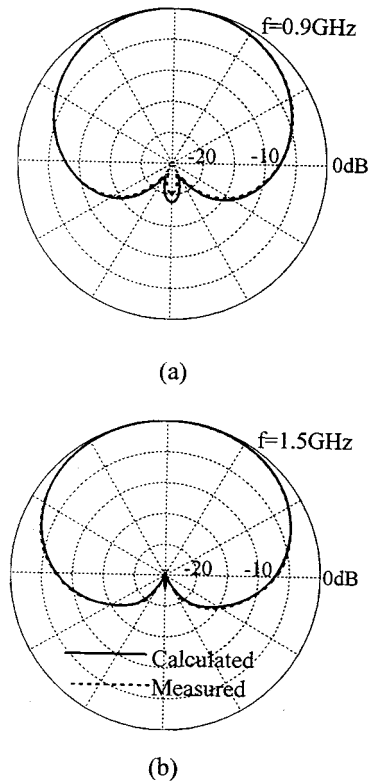 f=0.9GHz
-20 -10 0dB
(a)
f=1.5GHz
-20 -10 0dB
Calculated
Measured
(b)